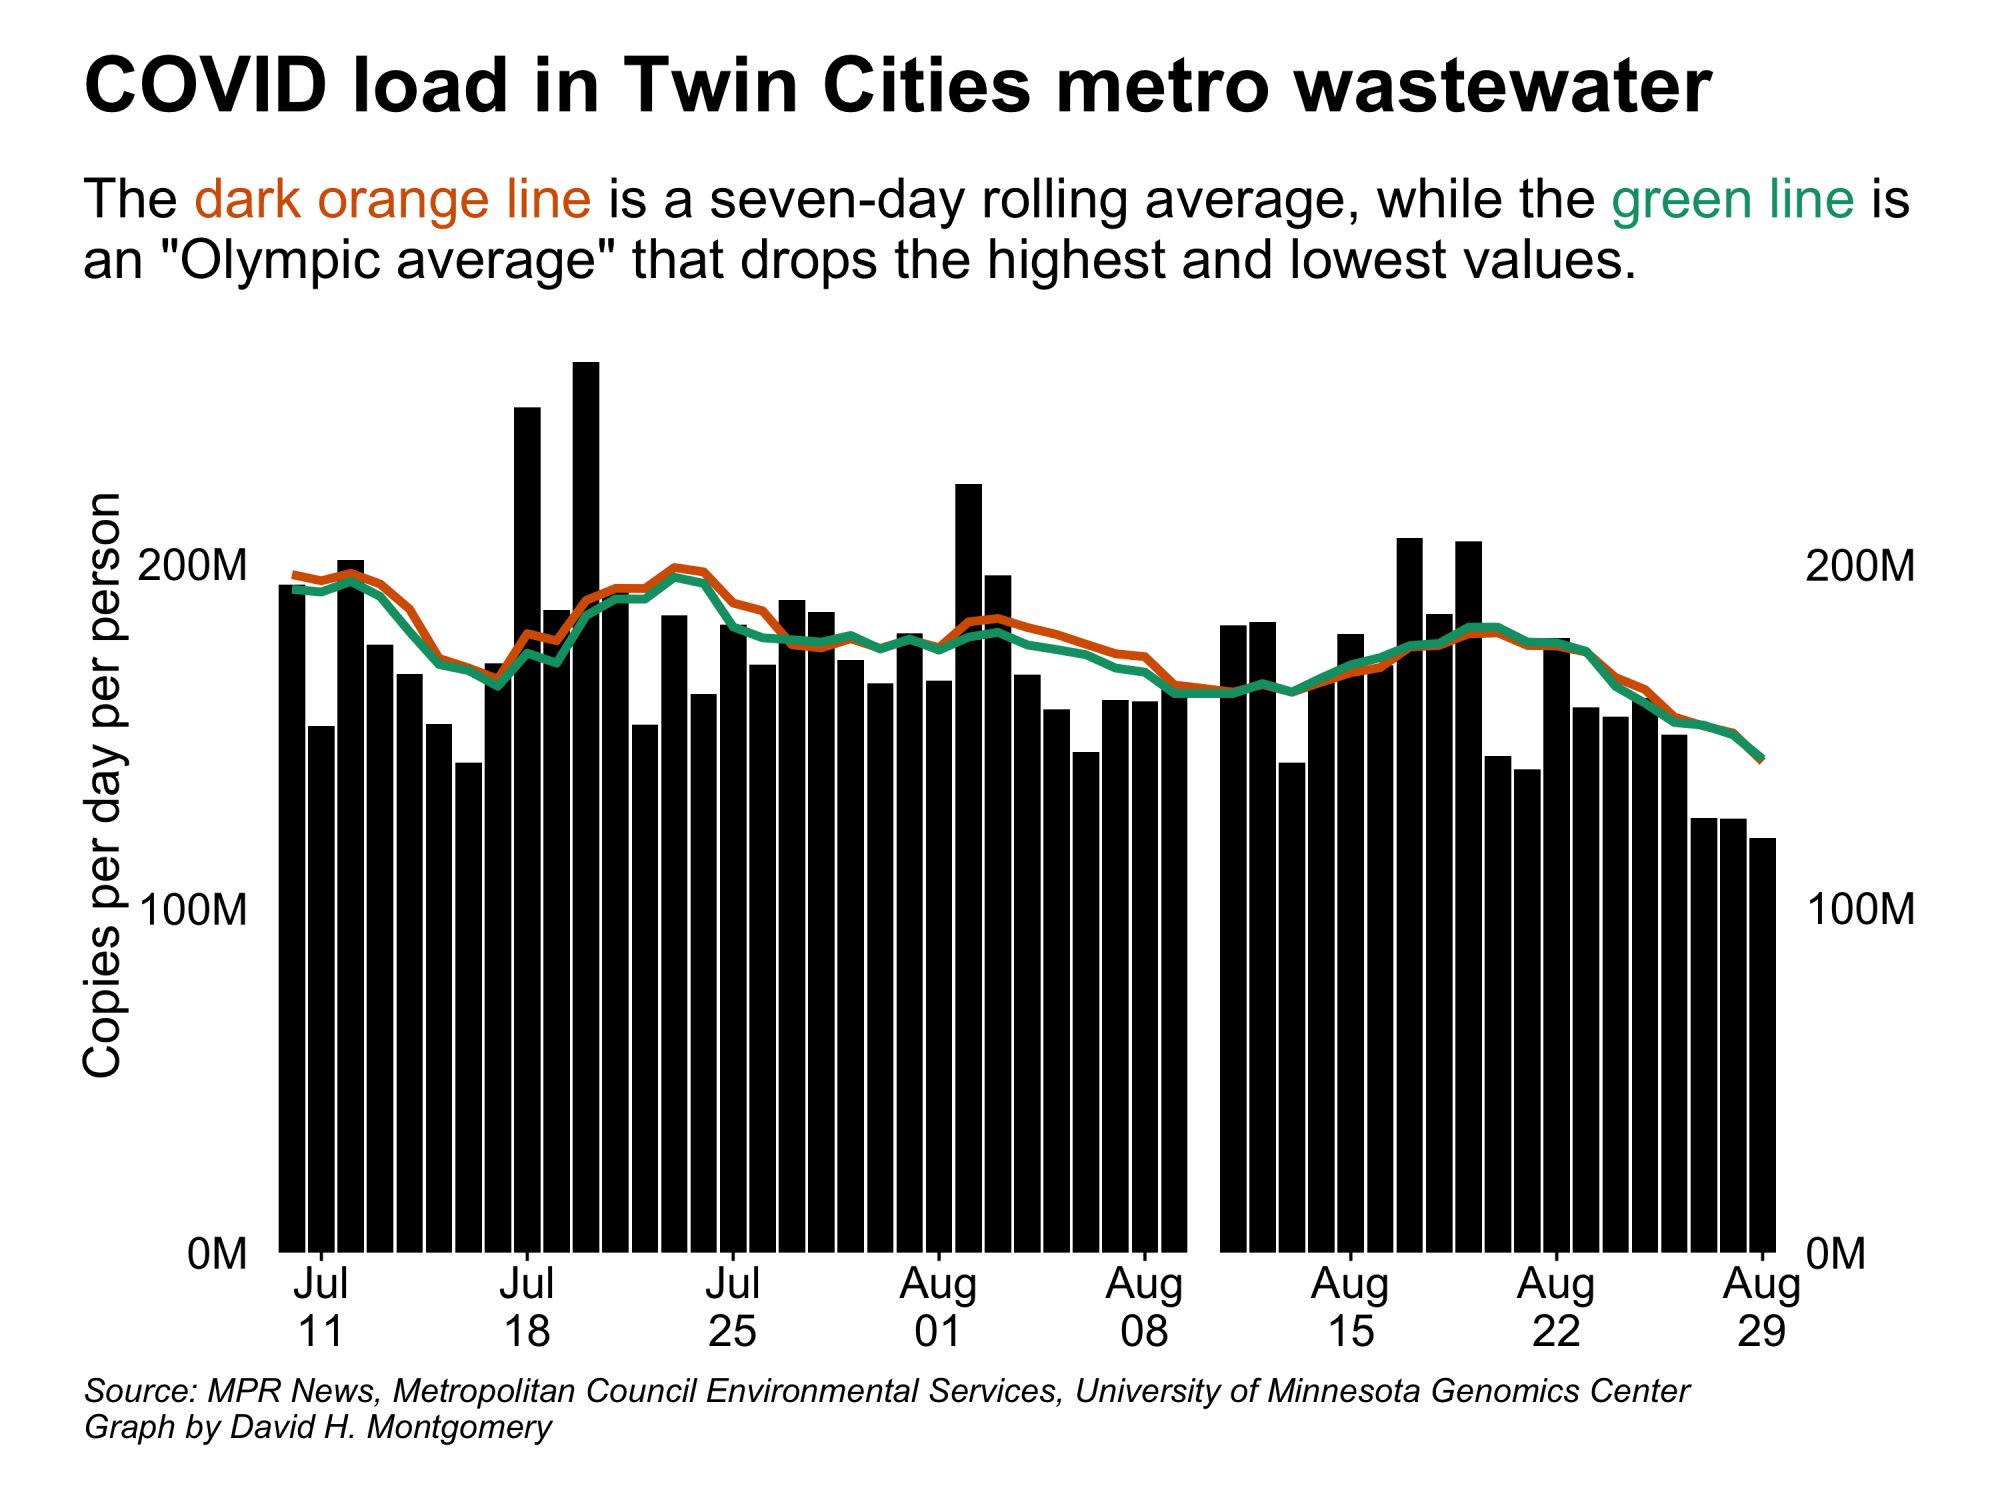 COVID load in Twin Cities metro wastewater
The dark orange line is a seven-day rolling average, while the green line is
an "Olympic average" that drops the highest and lowest values.
Copies per day per person
200M
100M
0M
200M
100M
0M
Jul
11
Jul
18
Jul
25
Aug
01
Aug
08
Aug
15
Aug
22
Aug
29
Source: MPR News, Metropolitan Council Environmental Services, University of Minnesota Genomics Center
Graph by David H. Montgomery